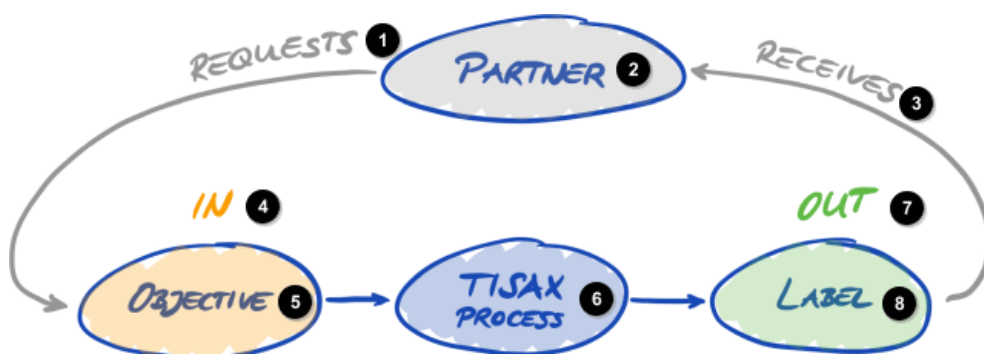 REQUESTS 1
PARTNER 2
RECEIVES 3
IN 4
OUT 7
OBJECTIVE 5
TISAX
PROCESS 6
LABEL 8